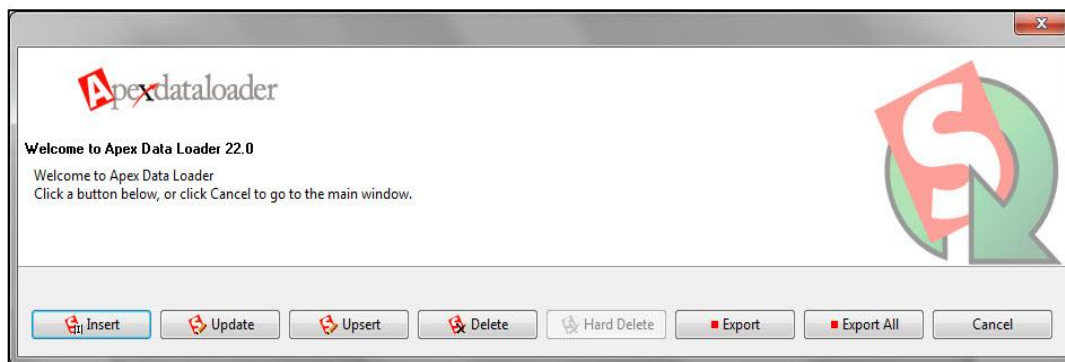 X
Apexdataloader
Welcome to Apex Data Loader 22.0
Welcome to Apex Data Loader
Click a button below, or click Cancel to go to the main window.
S
Insert Update Upsert Delete Hard Delete Export Export All Cancel